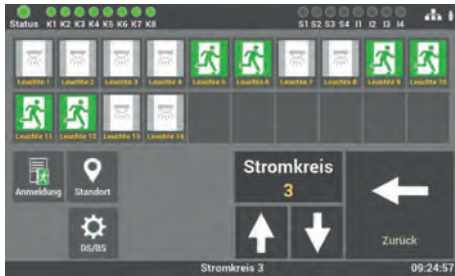 Status K1 K2 K3 K4 K5 K6 K7 K8 S1 S2 S3 S4 I1 I2 I3 I4
Leuchte 1 Leuchte 2 Leuchte 3 Leuchte 4 Leuchte 5 Leuchte 6 Leuchte 7 Leuchte 8 Leuchte 9 Leuchte 10
Leuchte 11 Leuchte 12 Leuchte 13 Leuchte 14
Anmeldung Standort
Stromkreis
3
DS/BS
Zurück
Stromkreis 3 09:24:57